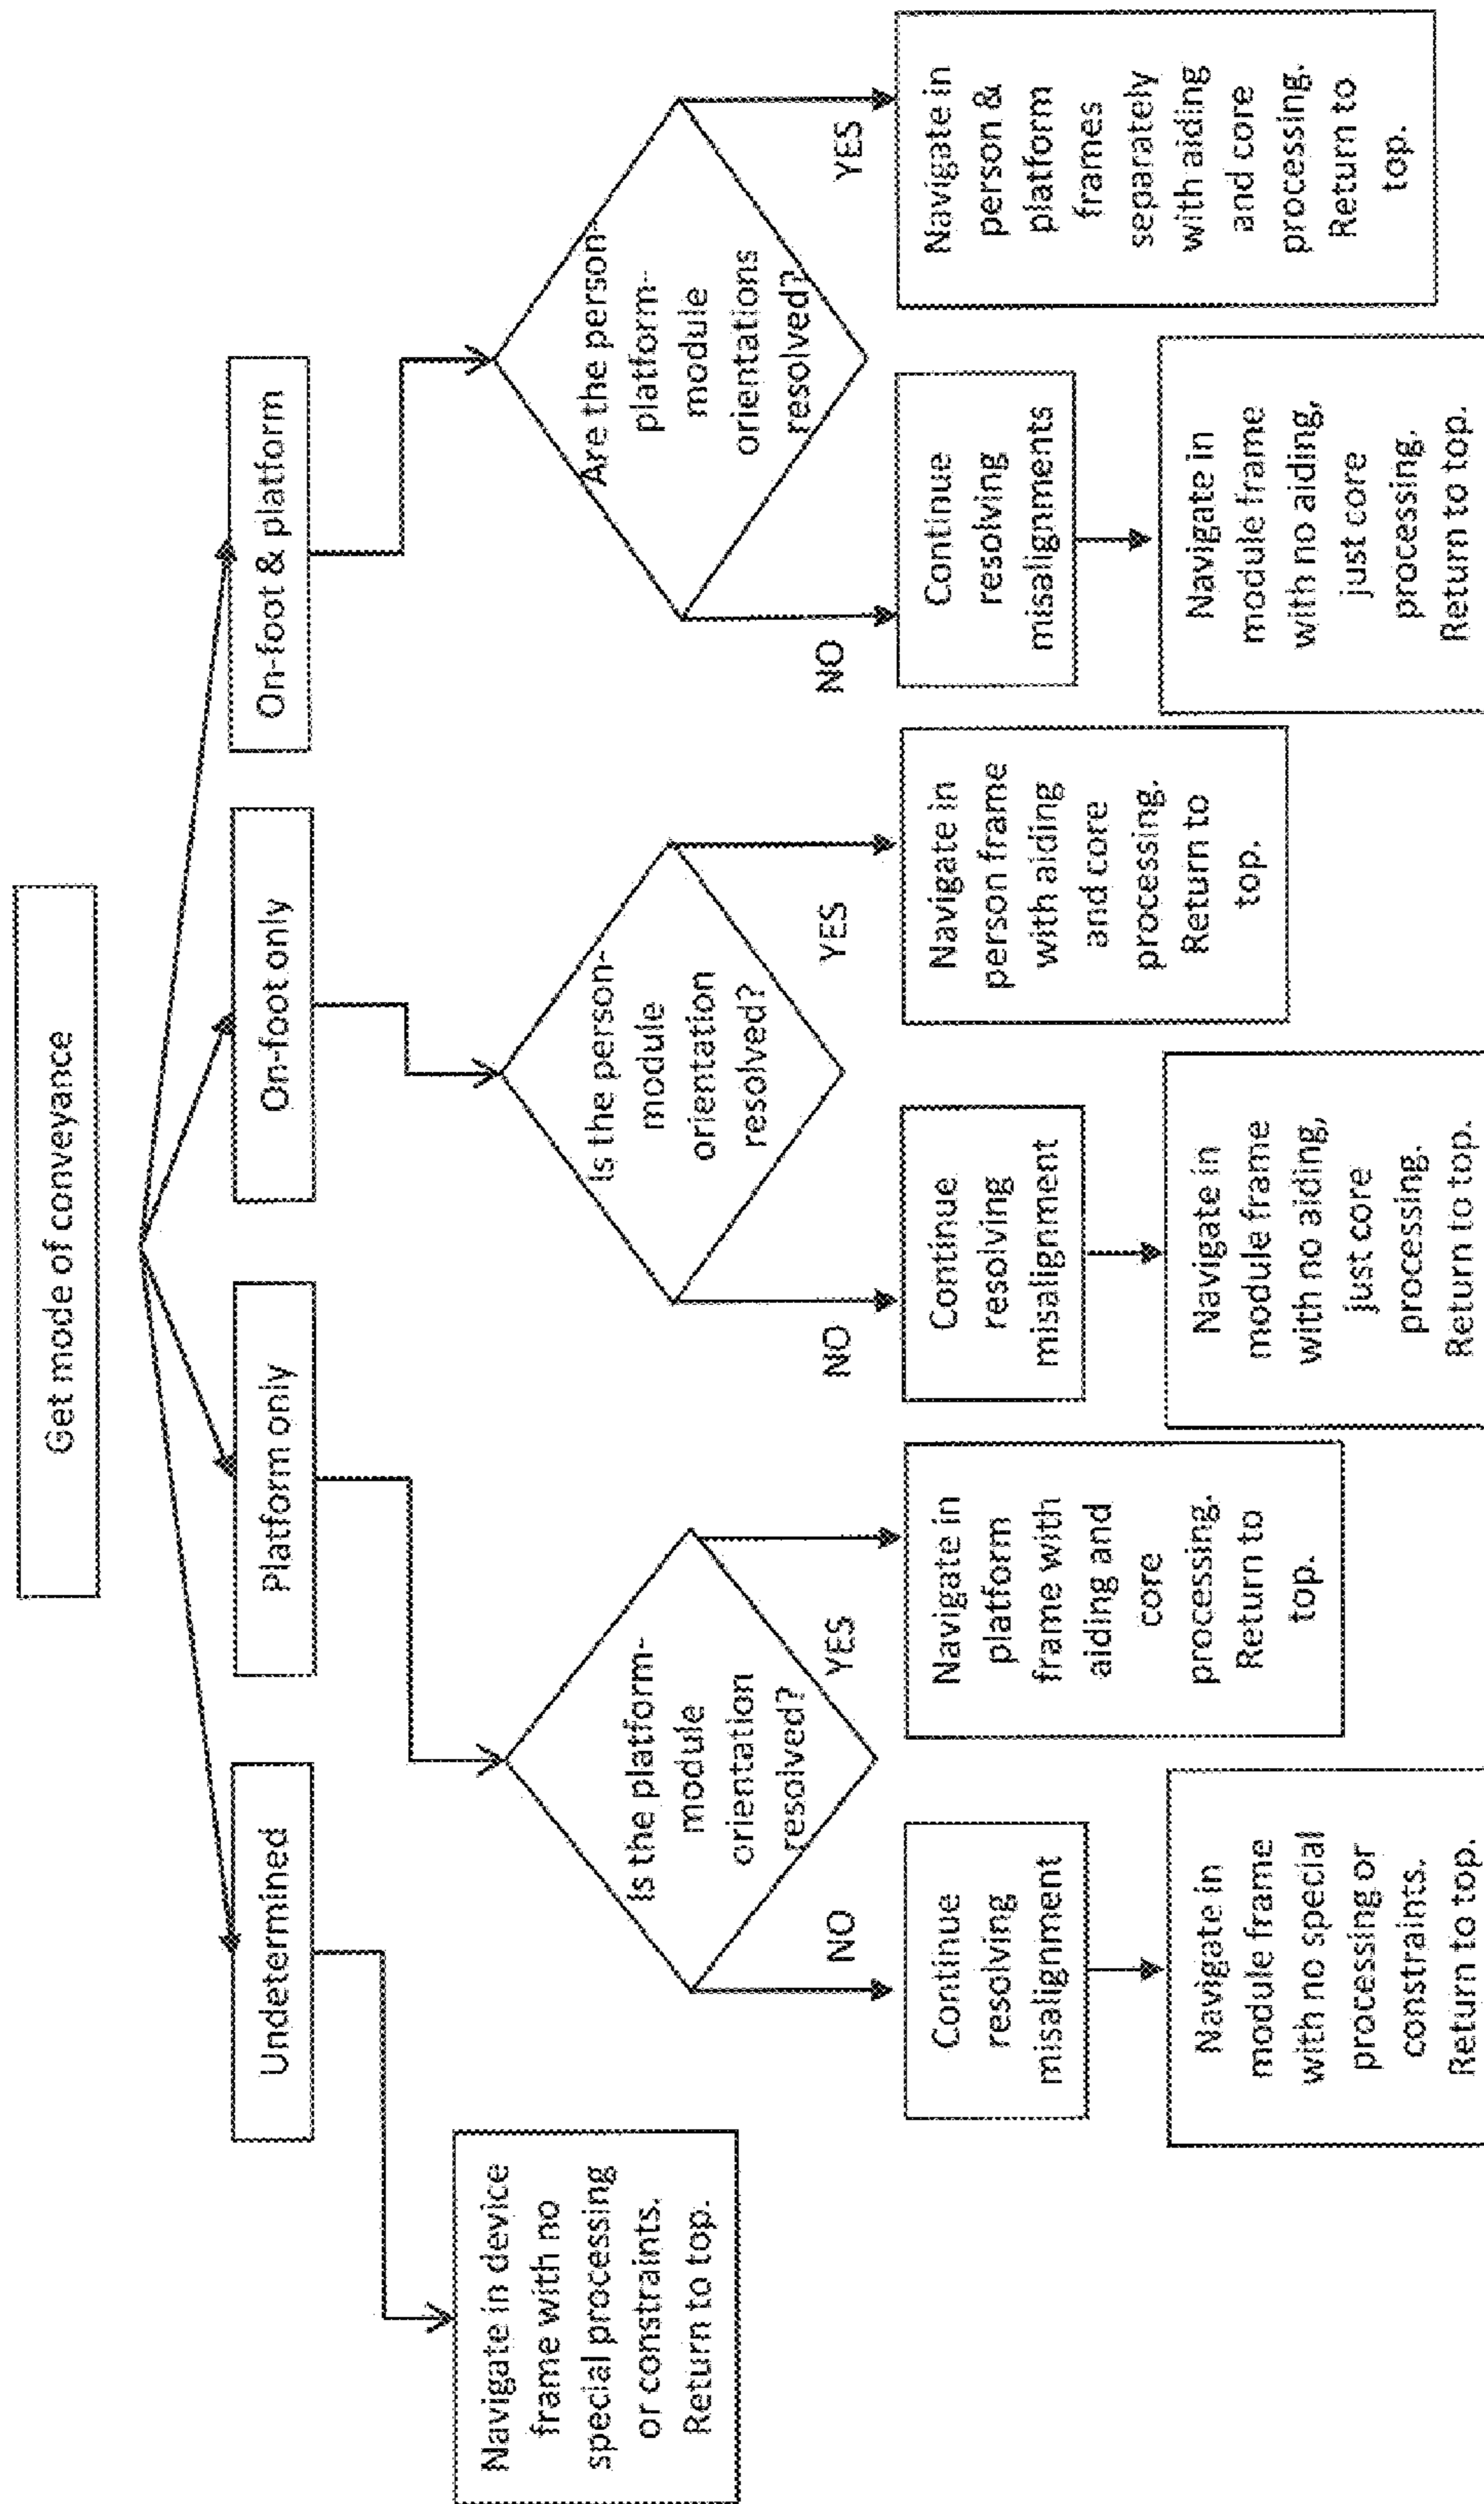 Get mode of conveyance
Undetermined
Platform only
On-foot only
On-foot & platform
Navigate in device
frame with no
special processing
or constraints.
Return to top.
Is the platform-
module
orientation
resolved?
NO
YES
Continue
resolving
misalignment
Navigate in
module frame
with no special
processing or
constraints.
Return to top.
Navigate in
platform
frame with
aiding and
core
processing.
Return to
top.
Is the person-
module
orientation
resolved?
NO
YES
Continue
resolving
misalignment
Navigate in
module frame
with no aiding,
just core
processing.
Return to top.
Navigate in
person frame
with aiding
and core
processing.
Return to
top.
Are the person-
platform-
module
orientations
resolved?
NO
YES
Continue
resolving
misalignments
Navigate in
module frame
with no aiding,
just core
processing.
Return to top.
Navigate in
person &
platform
frames
separately
with aiding
and core
processing.
Return to
top.